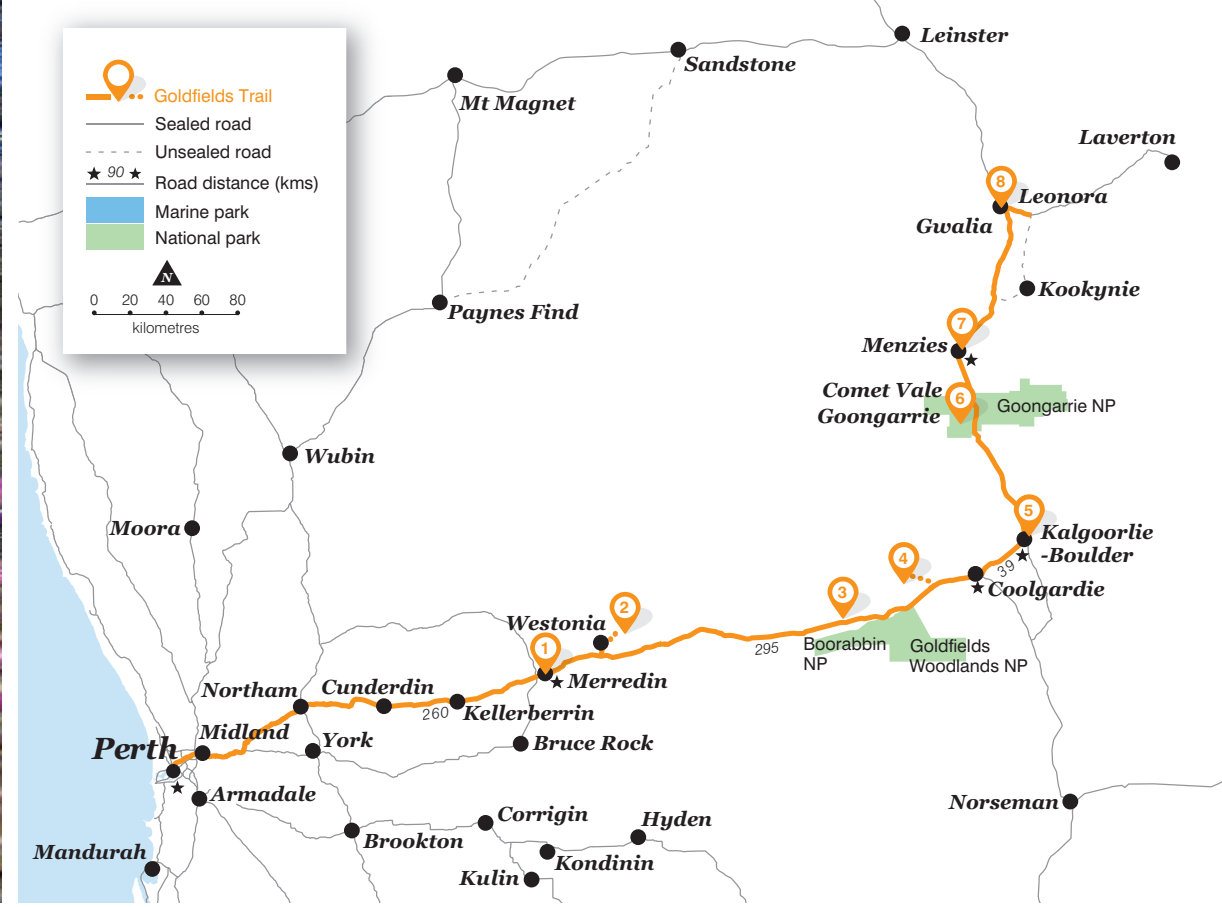 Goldfields Trail
Sealed road
Unsealed road
★ 90 ★
Road distance (kms)
Marine park
National park
N
0 20 40 60 80
kilometres
Leinster
Sandstone
Mt Magnet
Laverton
8
Leonora
Gwalia
Kookynie
Paynes Find
7
Menzies
Comet Vale
Goongarrie
6
Goongarrie NP
Wubin
Moora
5
Kalgoorlie
-Boulder
39
4
Coolgardie
3
2
Westonia
295
Boorabbin
NP
Goldfields
Woodlands NP
1
Merredin
Northam
Cunderdin
260
Kellerberrin
Midland
York
Bruce Rock
Perth
Armadale
Norseman
Corrigin
Hyden
Brookton
Kondinin
Mandurah
Kulin